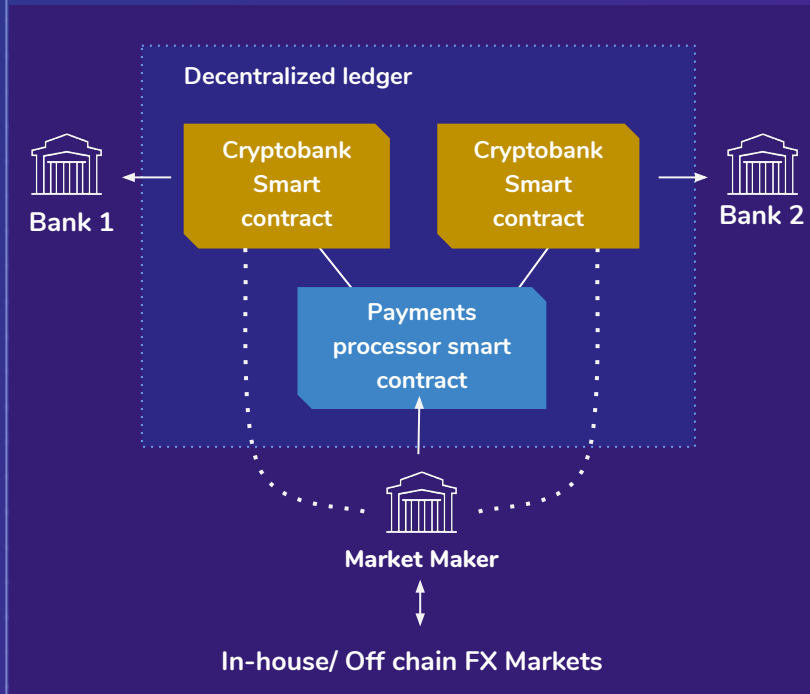 Decentralized ledger
Cryptobank
Smart
contract
Cryptobank
Smart
contract
Bank 1
Bank 2
Payments
processor smart
contract
Market Maker
In-house/ Off chain FX Markets